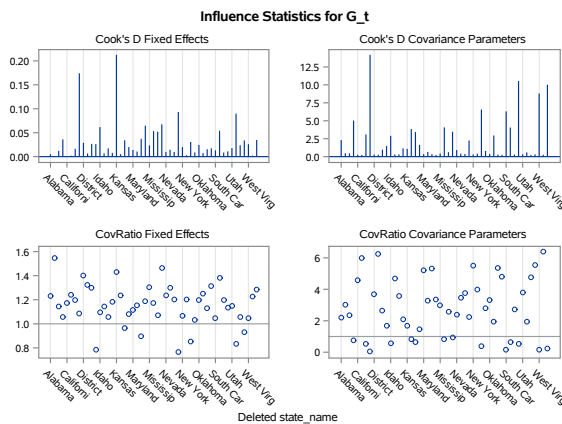 Influence Statistics for G_t
Cook's D Fixed Effects
Cook's D Covariance Parameters
0.20
0.15
0.10
0.05
0.00
12.5
10.0
7.5
5.0
2.5
0.0
Alabama
Californi
District
Idaho
Kansas
Maryland
Mississip
Nevada
New York
Oklahoma
South Car
Utah
West Virg
Alabama
Californi
District
Idaho
Kansas
Maryland
Mississip
Nevada
New York
Oklahoma
South Car
Utah
West Virg
CovRatio Fixed Effects
CovRatio Covariance Parameters
1.6
1.4
1.2
1.0
0.8
6
4
2
0
Alabama
Californi
District
Idaho
Kansas
Maryland
Mississip
Nevada
New York
Oklahoma
South Car
Utah
West Virg
Alabama
Californi
District
Idaho
Kansas
Maryland
Mississip
Nevada
New York
Oklahoma
South Car
Utah
West Virg
Deleted state_name